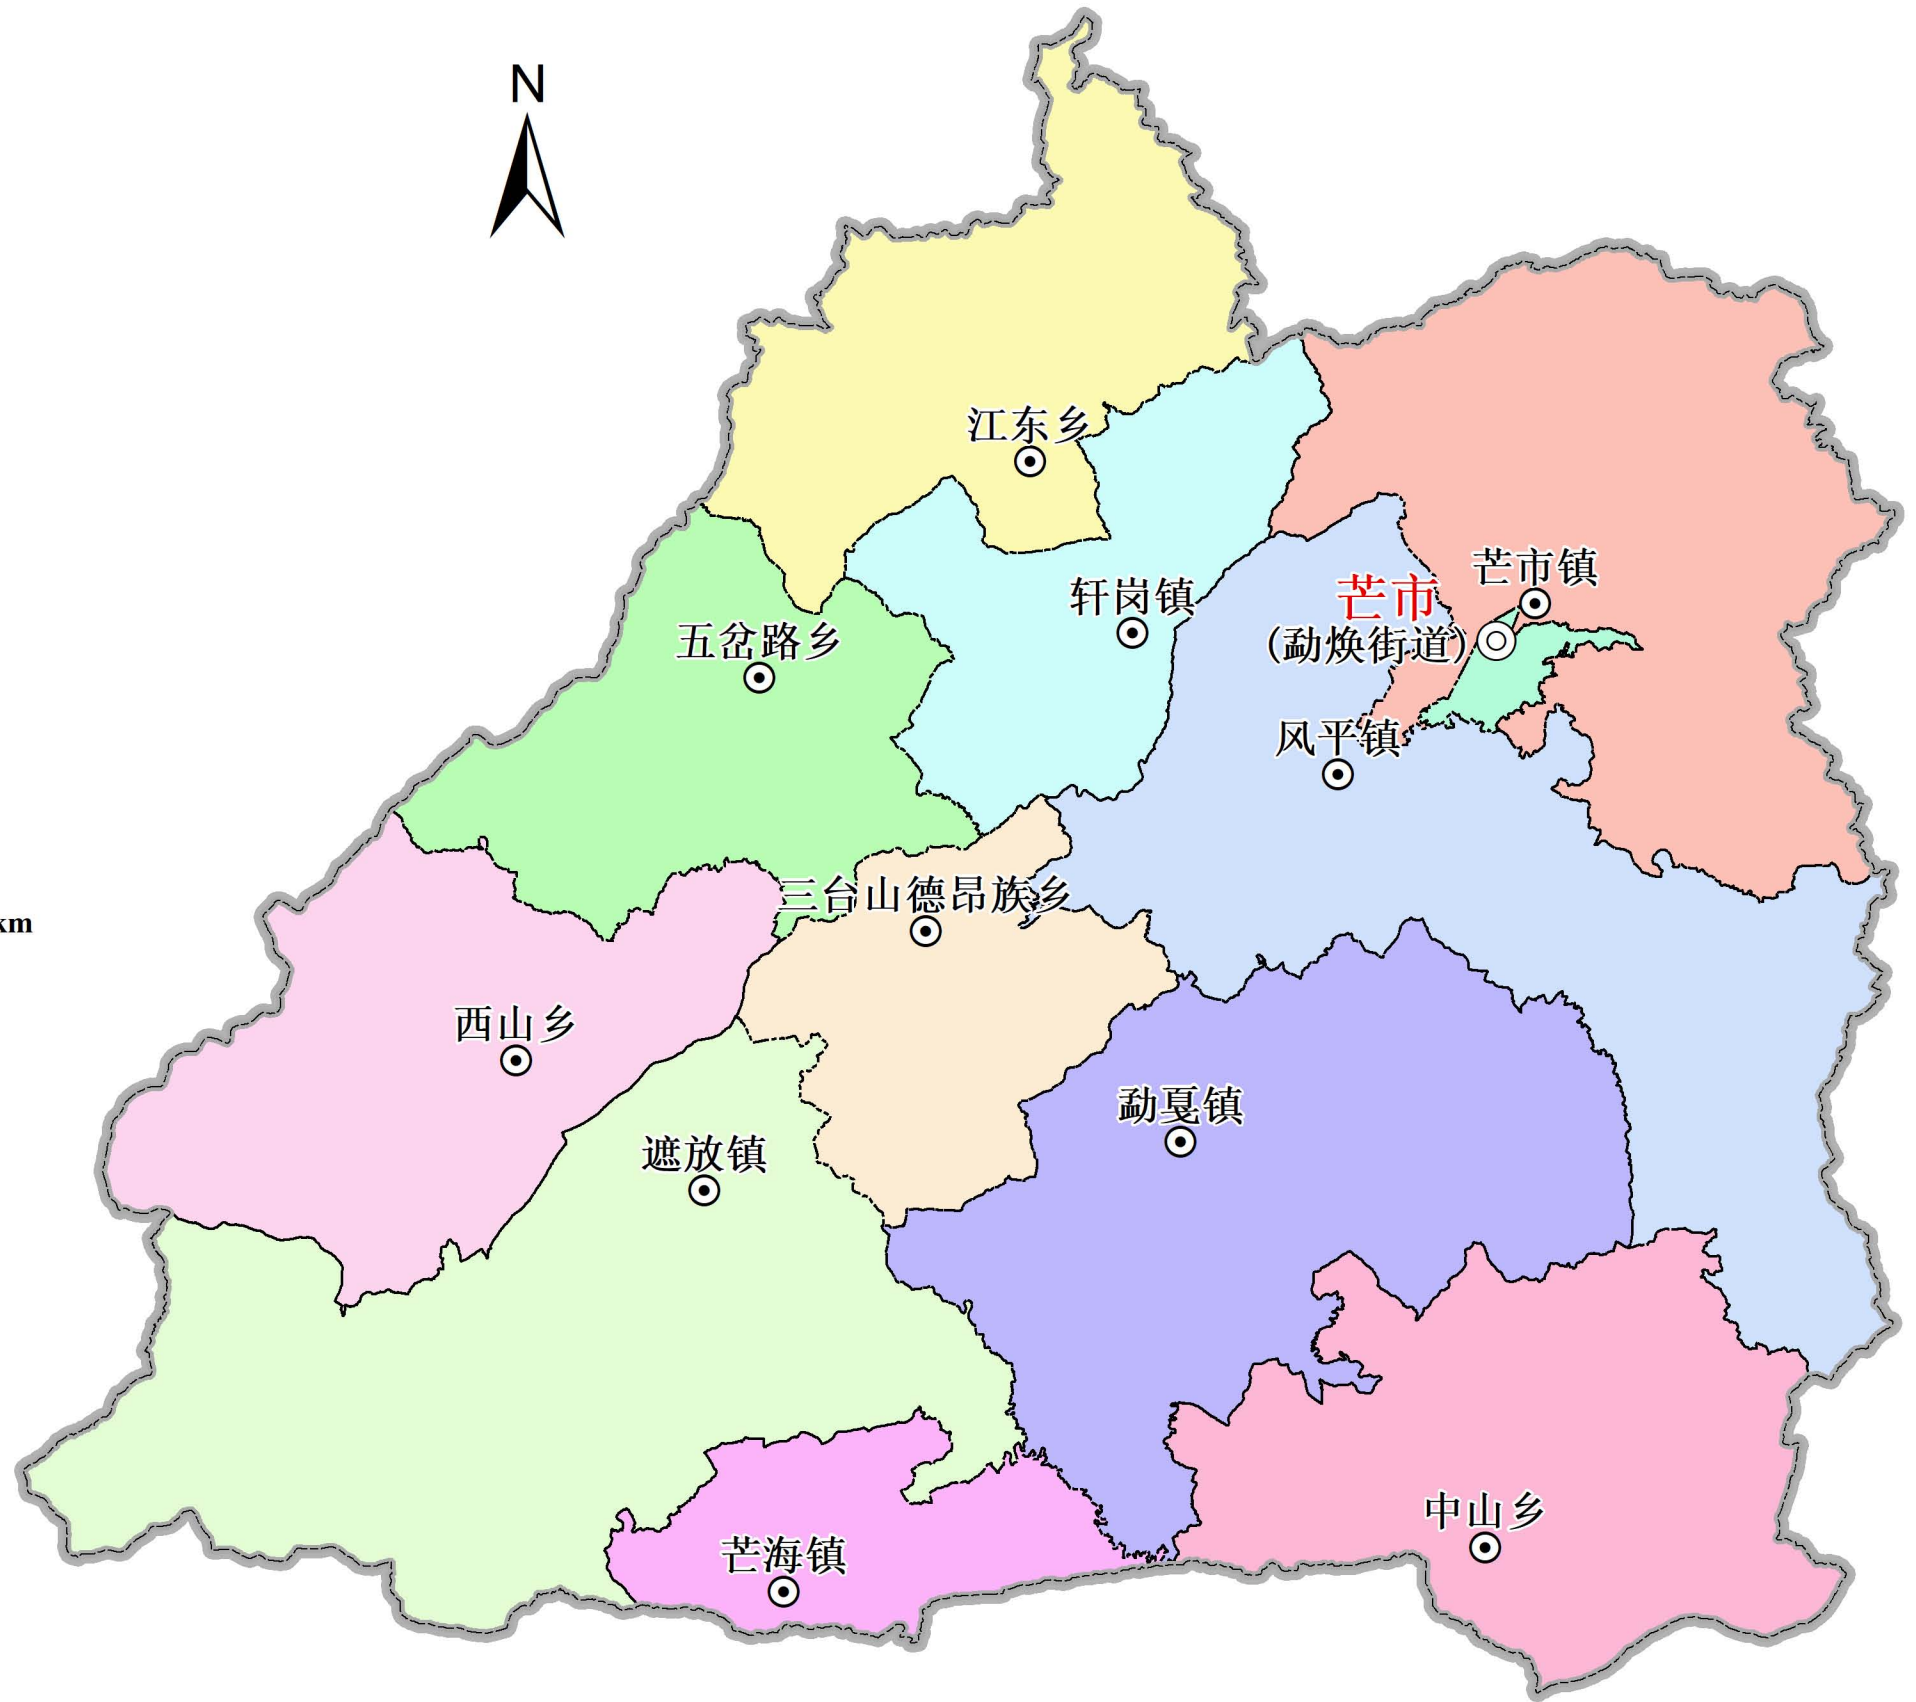 N
江东乡
芒市镇
芒市
轩岗镇
(勐焕街道)
五岔路乡
风平镇
三台山德昂族乡
km
西山乡
勐戛镇
遮放镇
中山乡
芒海镇